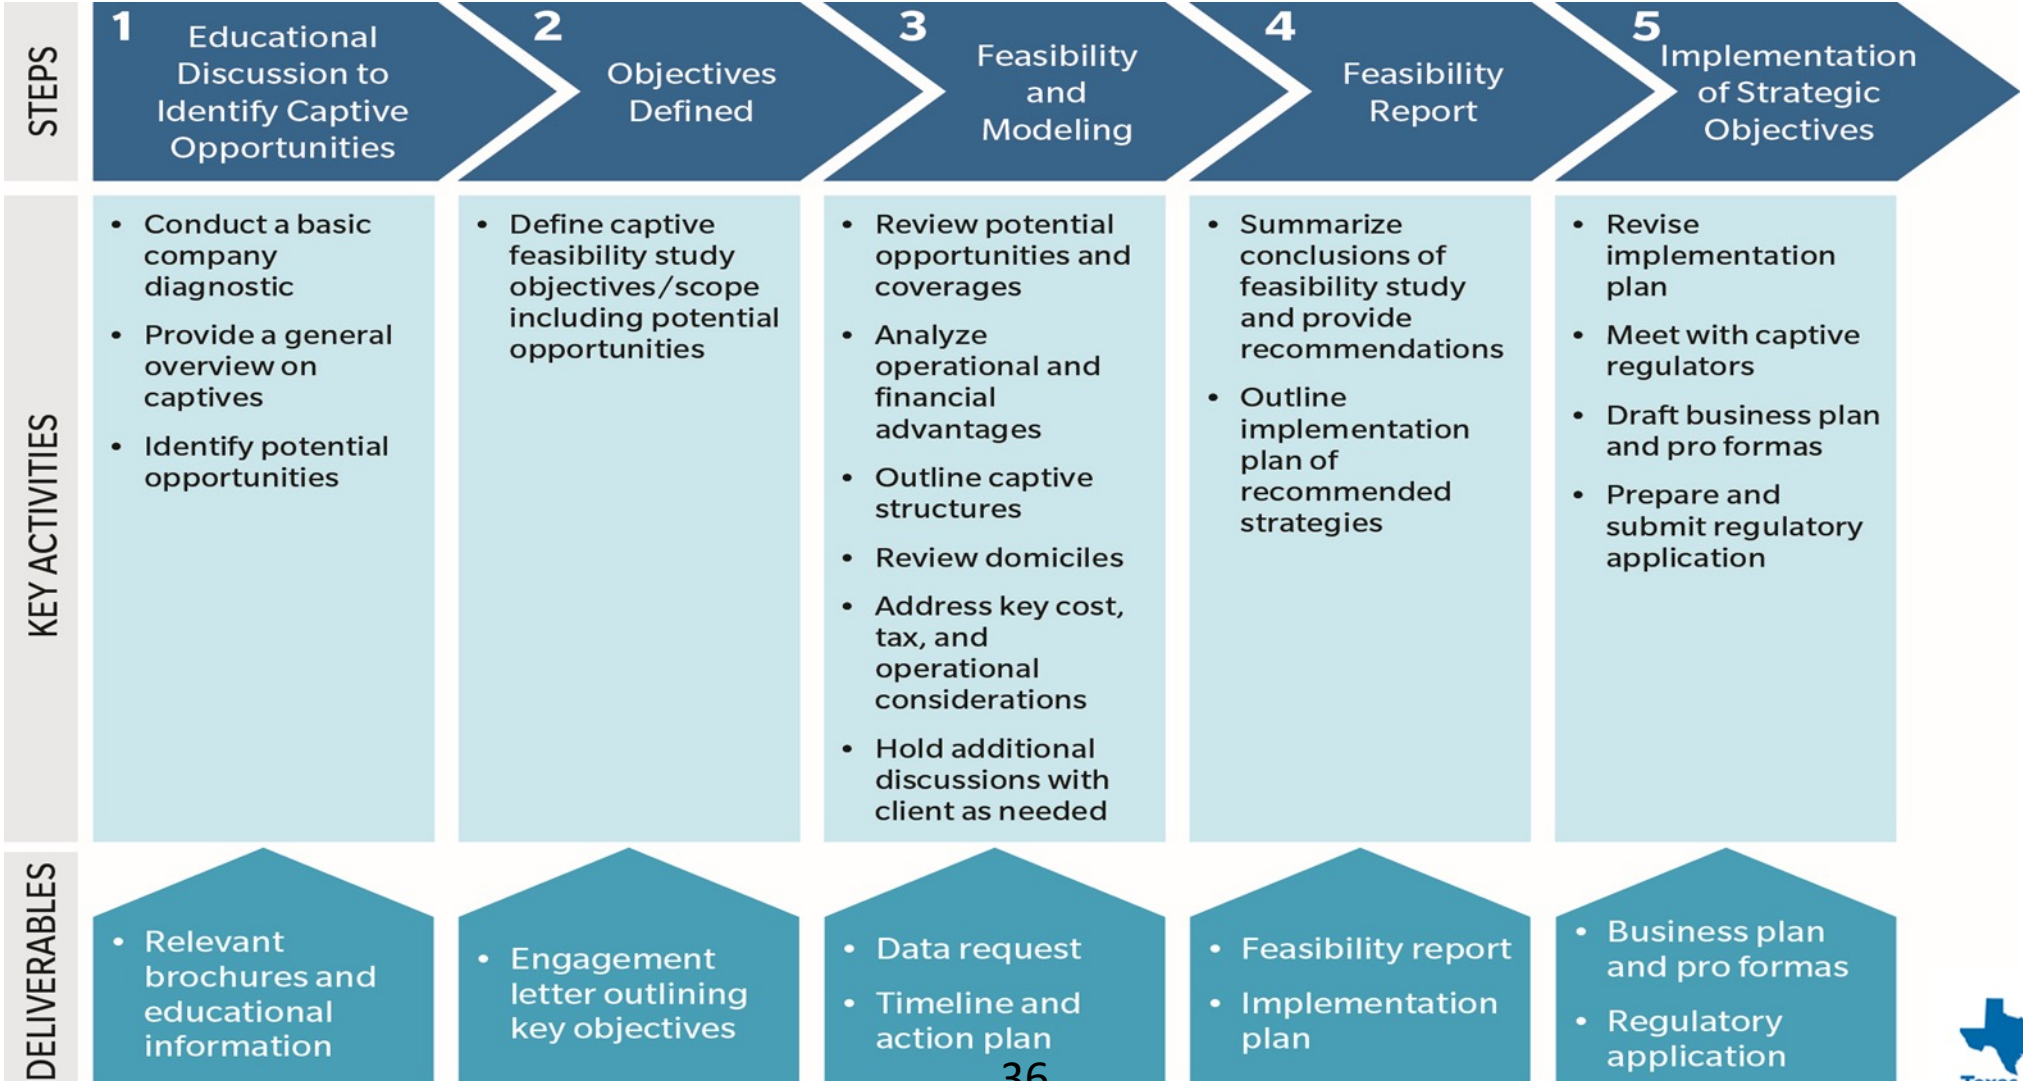 STEPS
1
Educational
Discussion to
Identify Captive
Opportunities
2
Objectives
Defined
3
Feasibility
and
Modeling
4
Feasibility
Report
5
Implementation
of Strategic
Objectives
KEY ACTIVITIES
• Conduct a basic
company
diagnostic
• Provide a general
overview on
captives
• Identify potential
opportunities
• Define captive
feasibility study
objectives/scope
including potential
opportunities
• Review potential
opportunities and
coverages
• Analyze
operational and
financial
advantages
• Outline captive
structures
• Review domiciles
• Address key cost,
tax, and
operational
considerations
• Hold additional
discussions with
client as needed
• Summarize
conclusions of
feasibility study
and provide
recommendations
• Outline
implementation
plan of
recommended
strategies
• Revise
implementation
plan
• Meet with captive
regulators
• Draft business plan
and pro formas
• Prepare and
submit regulatory
application
DELIVERABLES
• Relevant
brochures and
educational
information
• Engagement
letter outlining
key objectives
• Data request
• Timeline and
action plan
• Feasibility report
• Implementation
plan
• Business plan
and pro formas
• Regulatory
application
36